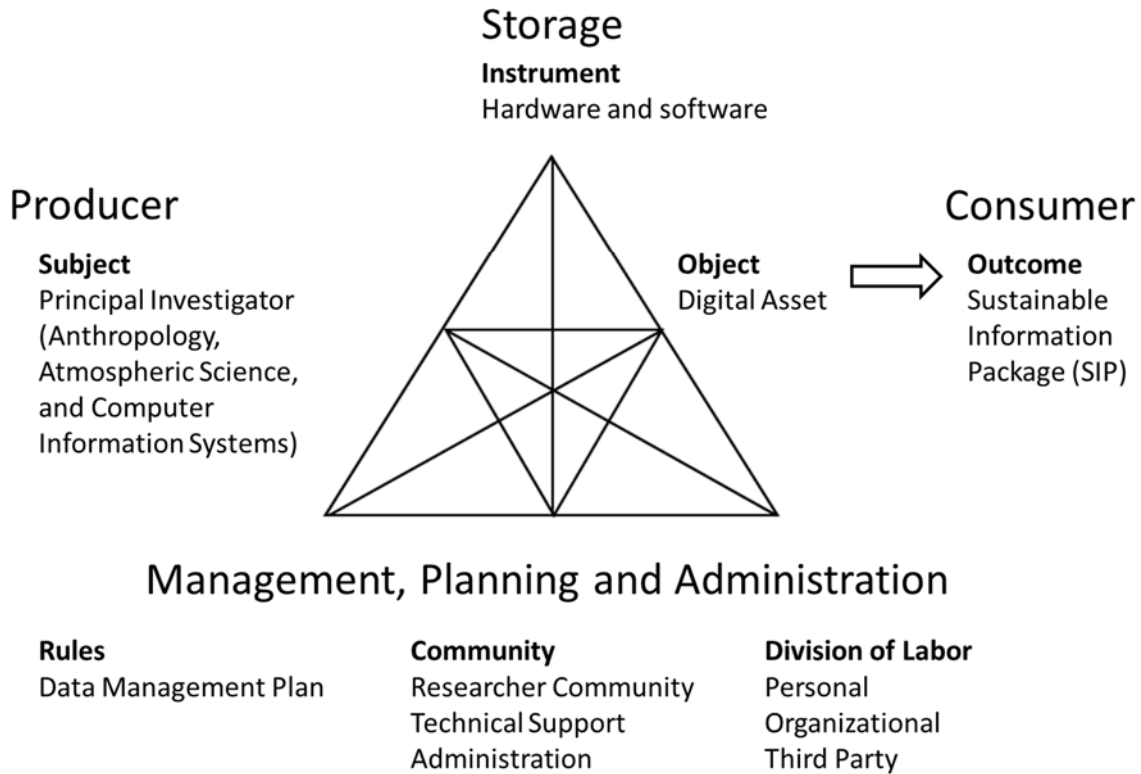 Storage
Instrument
Hardware and software
Producer
Subject
Principal Investigator
(Anthropology,
Atmospheric Science,
and Computer
Information Systems)
Object
Digital Asset
Consumer
Outcome
Sustainable
Information
Package (SIP)
Management, Planning and Administration
Rules
Data Management Plan
Community
Researcher Community
Technical Support
Administration
Division of Labor
Personal
Organizational
Third Party